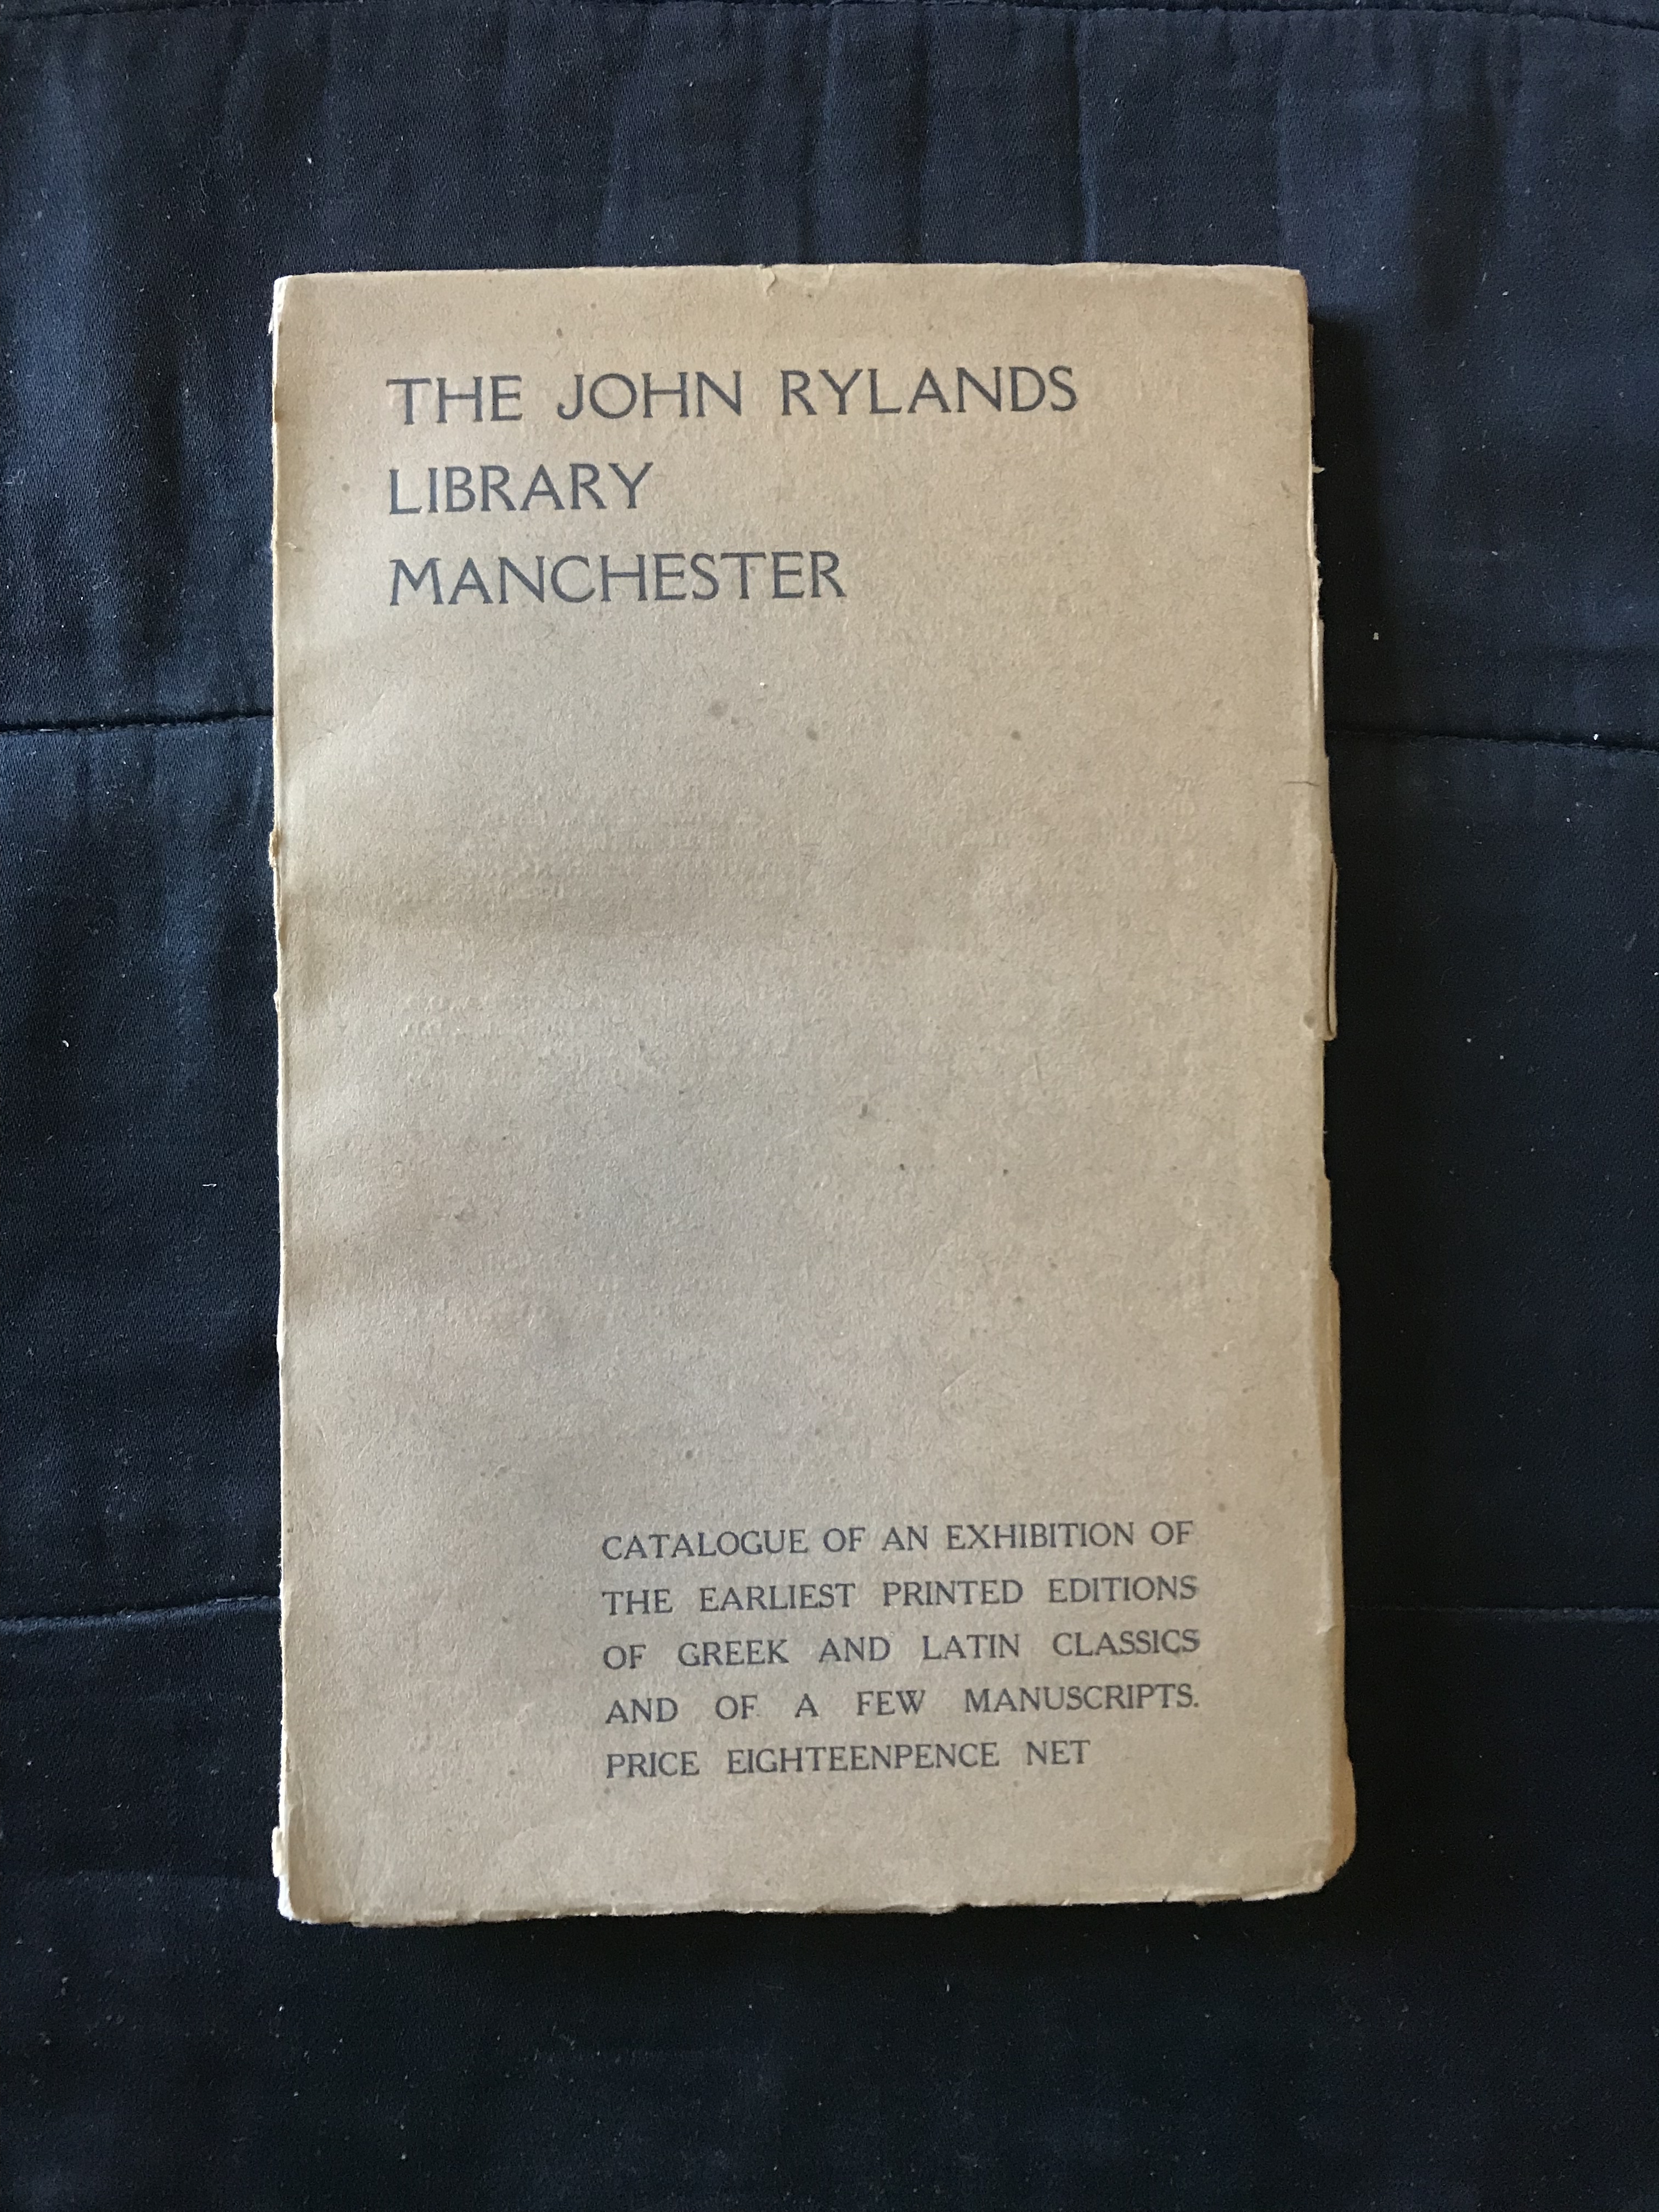 THE JOHN RYLANDS
LIBRARY
MANCHESTER
CATALOGUE OF AN EXHIBITION OF
THE EARLIEST PRINTED EDITIONS
OF GREEK AND LATIN CLASSICS
AND OF A FEW MANUSCRIPTS.
PRICE EIGHTEENPENCE NET